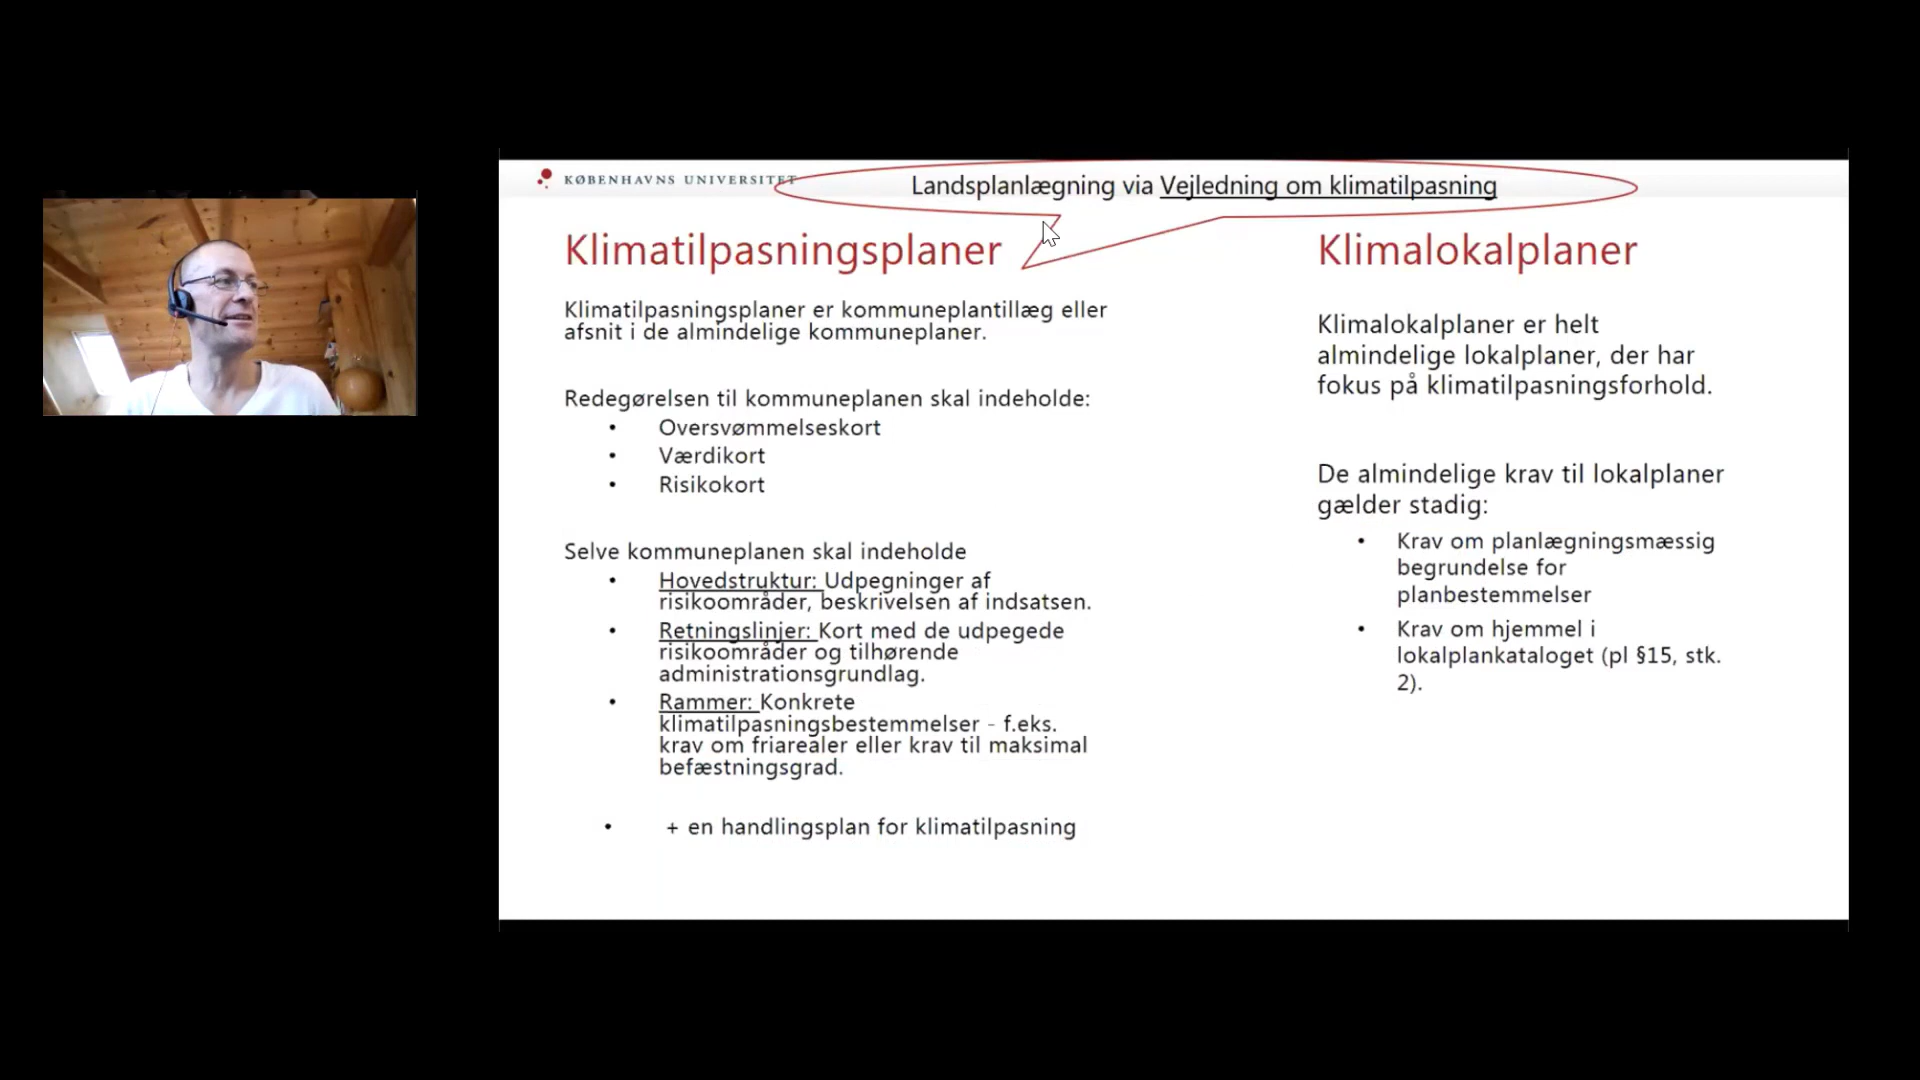 KØBENHAVNS UNIVERSITET
Landsplanlægning via Vejledning om klimatilpasning
Klimatilpasningsplaner
Klimatilpasningsplaner er kommuneplantillæg eller
afsnit i de almindelige kommuneplaner.
Redegørelsen til kommuneplanen skal indeholde:
• Oversvømmelseskort
• Værdikort
• Risikokort
Selve kommuneplanen skal indeholde
• Hovedstruktur: Udpegninger af
risikoområder, beskrivelsen af indsatsen.
• Retningslinjer: Kort med de udpegede
risikoområder og tilhørende
administrationsgrundlag.
• Rammer: Konkrete
klimatilpasningsbestemmelser - f.eks.
krav om friarealer eller krav til maksimal
befæstningsgrad.
• + en handlingsplan for klimatilpasning
Klimalokalplaner
Klimalokalplaner er helt
almindelige lokalplaner, der har
fokus på klimatilpasningsforhold.
De almindelige krav til lokalplaner
gælder stadig:
• Krav om planlægningsmæssig
begrundelse for
planbestemmelser
• Krav om hjemmel i
lokalplankataloget (pl §15, stk.
2).